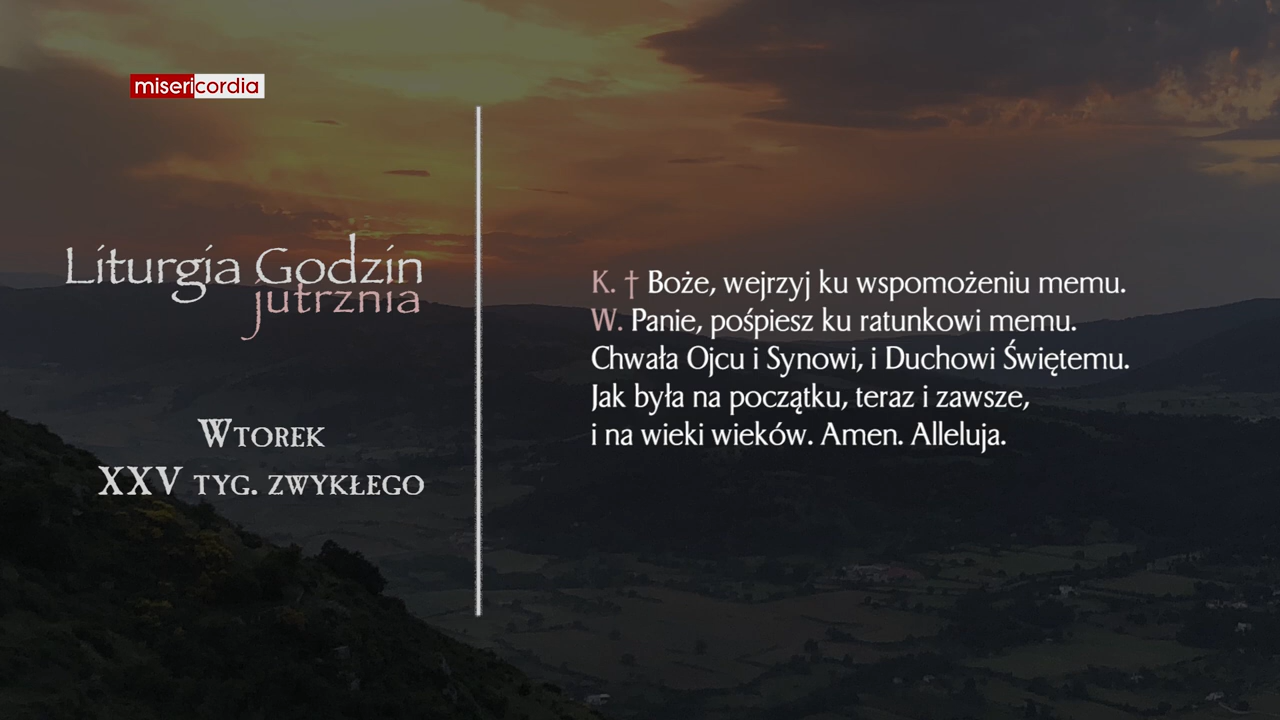 misericordia
Liturgia Godzin
jutrznia
Wtorek
XXV tyg. zwykłego
K. † Boże, wejrzyj ku wspomożeniu memu.
W. Panie, pośpiesz ku ratunkowi memu.
Chwała Ojcu i Synowi, i Duchowi Świętemu.
Jak była na początku, teraz i zawsze,
i na wieki wieków. Amen. Alleluja.